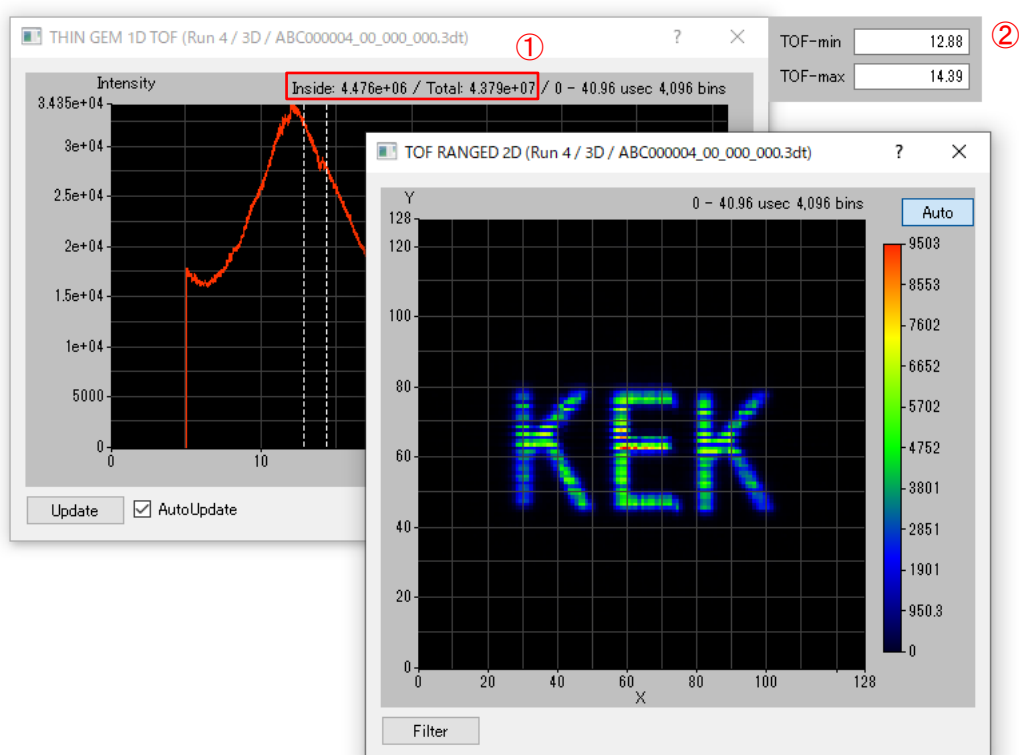 THIN GEM 1D TOF (Run 4 / 3D / ABC000004_00_000_000.3dt)
?
①
TOF-min 12.88
②
TOF-max 14.39
Intensity
Inside: 4.476e+06 / Total: 4.379e+07 / 0 - 40.96 usec 4,096 bins
3.435e+04
3e+04
2.5e+04
2e+04
1.5e+04
1e+04
5000
0
0 10
Update
AutoUpdate
TOF RANGED 2D (Run 4 / 3D / ABC000004_00_000_000.3dt)
?
Y
0 - 40.96 usec 4,096 bins
Auto
128
120
100
80
60
40
20
0
KEK
0 20 40 60 80 100 128
X
9503
8553
7602
6652
5702
4752
3801
2851
1901
950.3
0
Filter